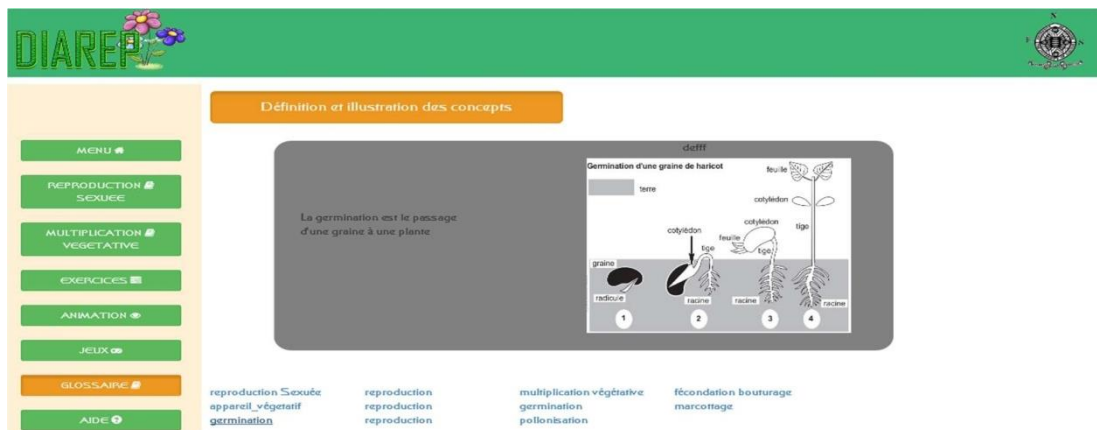 DIAREP
Définition et illustration des concepts
MENU
REPRODUCTION
SEXUEE
MULTIPLICATION
VEGETATIVE
EXERCICES
ANIMATION
JEUX
GLOSSAIRE
AIDE
defff
La germination est le passage
d'une graine à une plante
Germination d'une graine de haricot
terre
feuille
cotylédon
tige
cotylédon
feuille
tige
cotylédon
tige
graine
radicule
racine
racine
racine
1
2
3
4
reproduction Sexuée reproduction multiplication végétative fécondation bouturage
appareil_végetatif reproduction germination marcottage
germination reproduction pollonisation